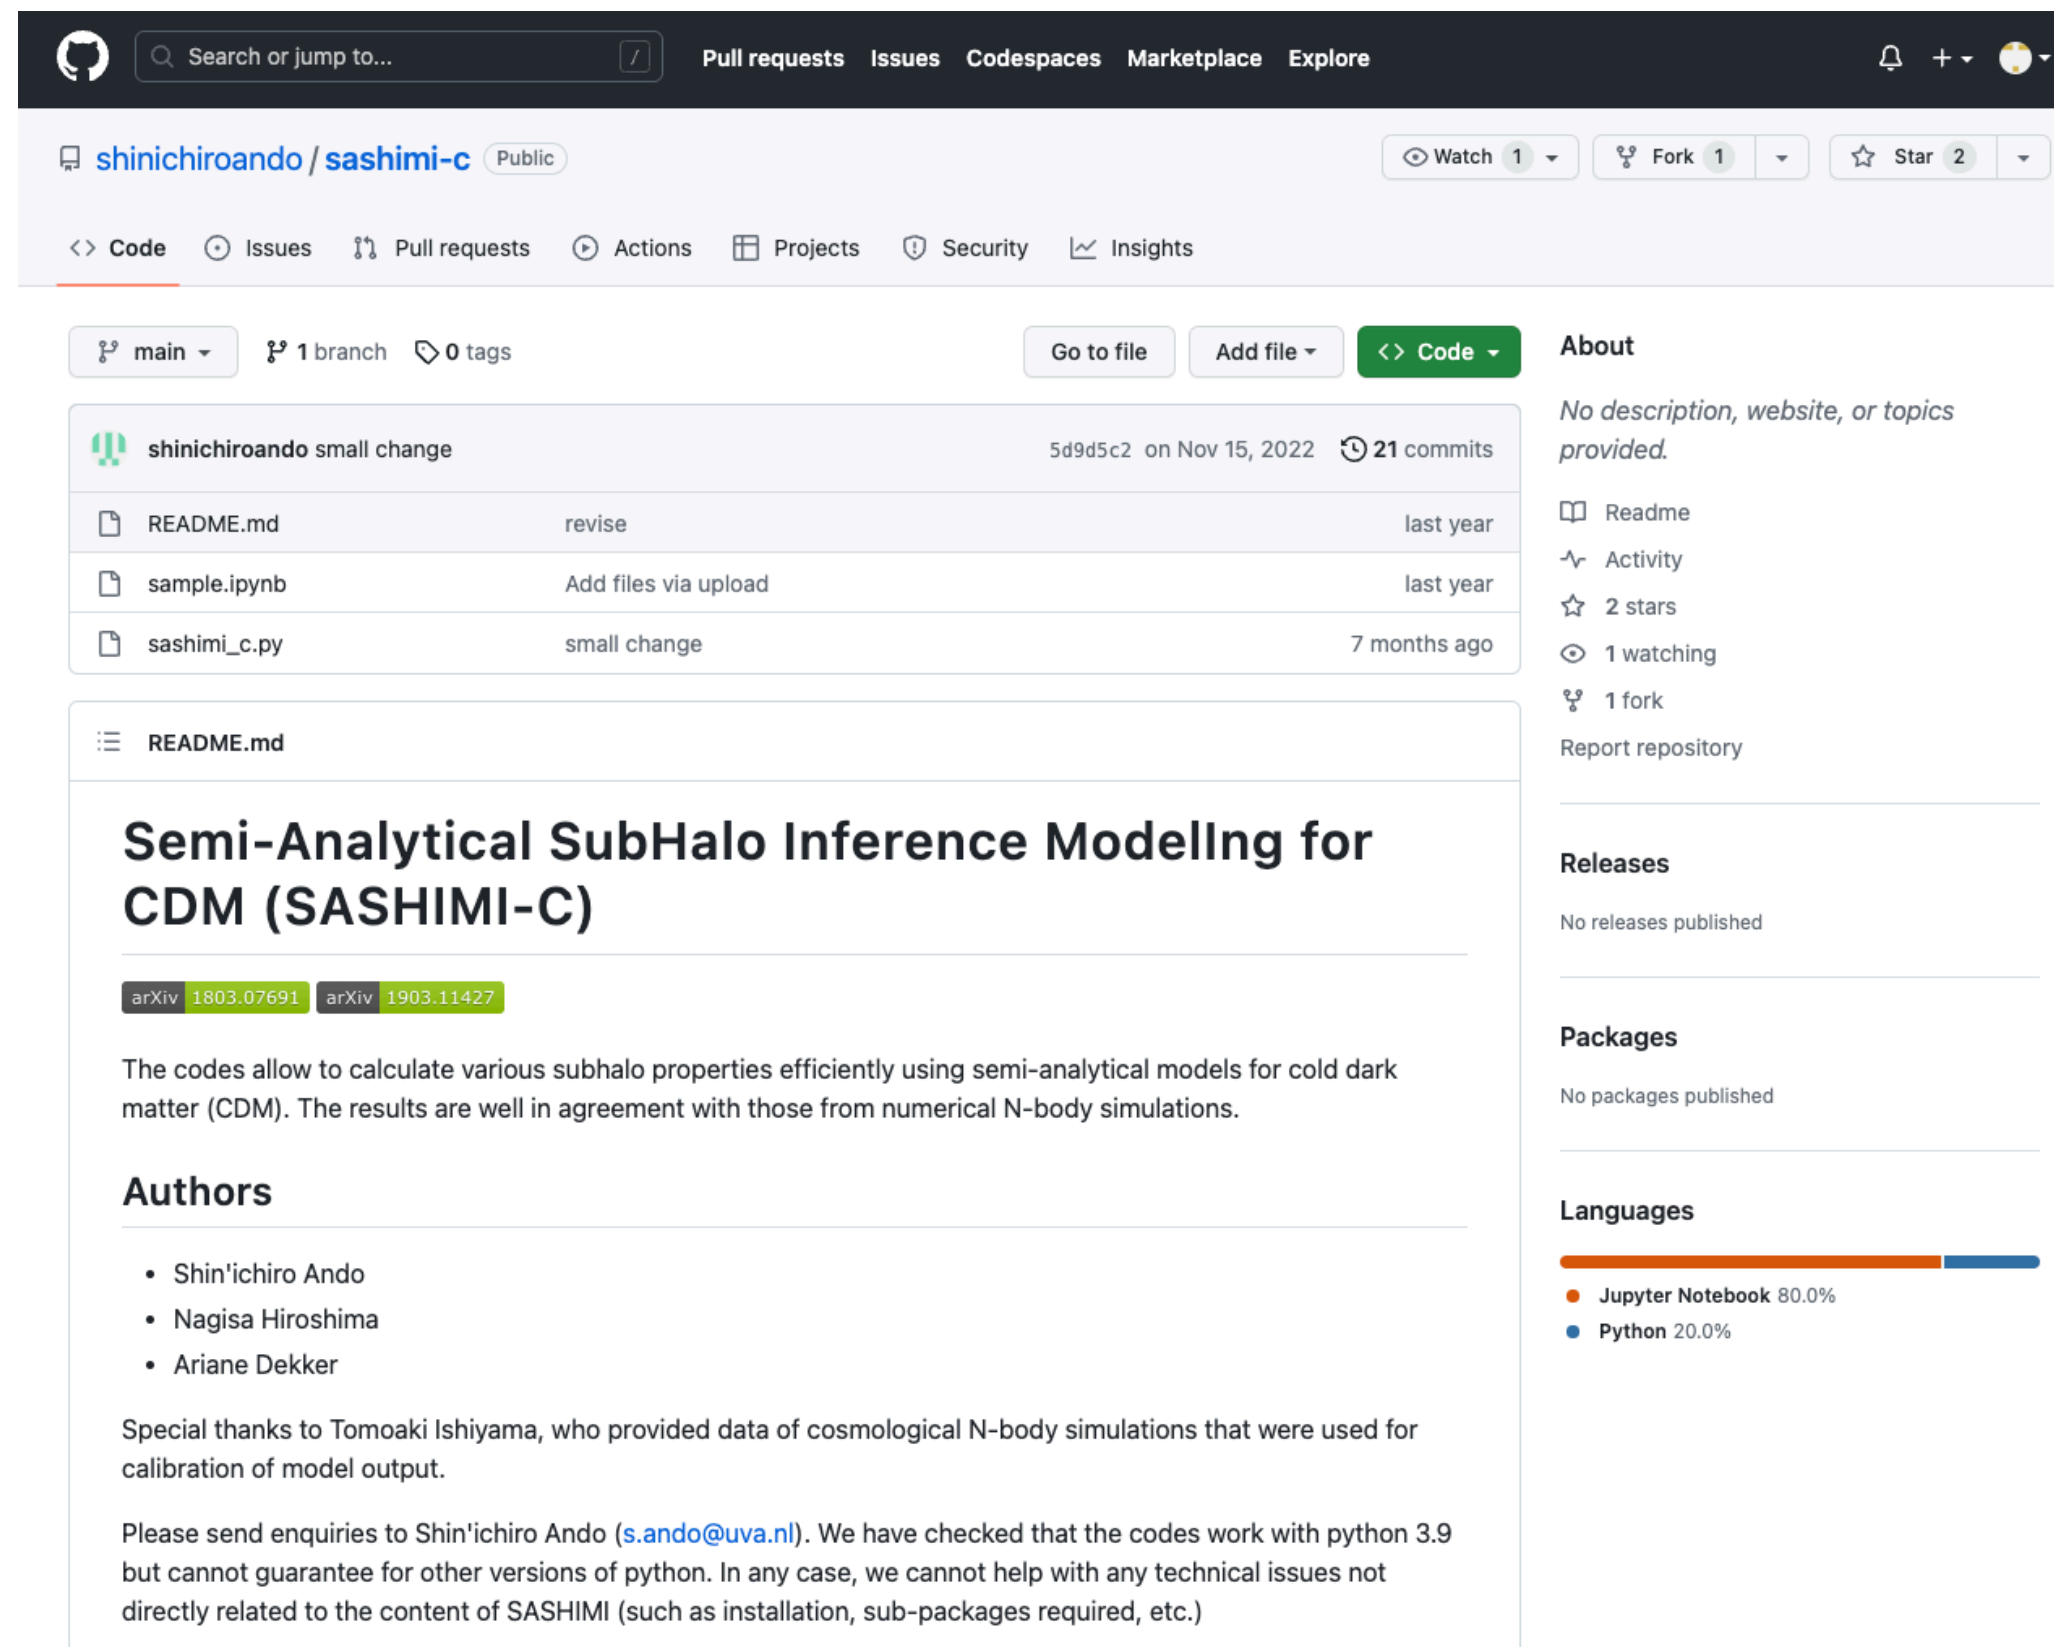 Search or jump to... /
Pull requests Issues Codespaces Marketplace Explore
shinichiroando / sashimi-c Public
Watch 1 Fork 1 Star 2
Code Issues Pull requests Actions Projects Security Insights
main 1 branch 0 tags Go to file Add file Code
shinichiroando small change 5d9d5c2 on Nov 15, 2022 21 commits
README.md revise last year
sample.ipynb Add files via upload last year
sashimi_c.py small change 7 months ago
README.md
Semi-Analytical SubHalo Inference ModelIng for
CDM (SASHIMI-C)
arXiv 1803.07691 arXiv 1903.11427
The codes allow to calculate various subhalo properties efficiently using semi-analytical models for cold dark
matter (CDM). The results are well in agreement with those from numerical N-body simulations.
Authors
• Shin'ichiro Ando
• Nagisa Hiroshima
• Ariane Dekker
Special thanks to Tomoaki Ishiyama, who provided data of cosmological N-body simulations that were used for
calibration of model output.
Please send enquiries to Shin'ichiro Ando (s.ando@uva.nl). We have checked that the codes work with python 3.9
but cannot guarantee for other versions of python. In any case, we cannot help with any technical issues not
directly related to the content of SASHIMI (such as installation, sub-packages required, etc.)
About
No description, website, or topics
provided.
Readme
Activity
2 stars
1 watching
1 fork
Report repository
Releases
No releases published
Packages
No packages published
Languages
Jupyter Notebook 80.0%
Python 20.0%